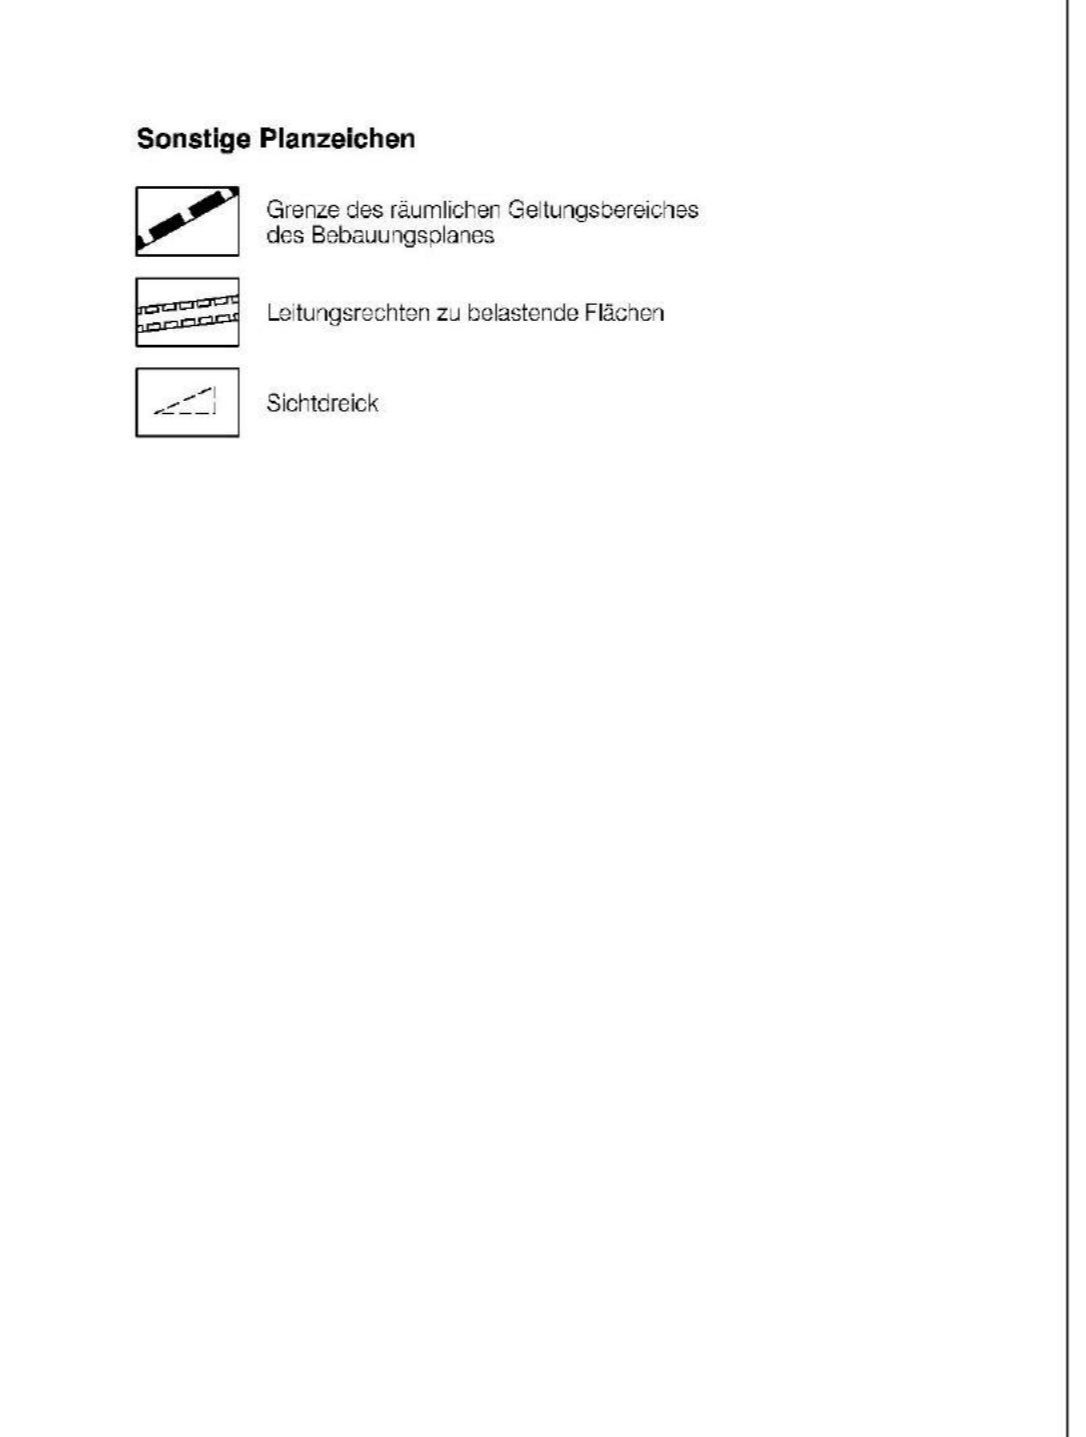 Sonstige Planzeichen
Grenze des räumlichen Geltungsbereiches
des Bebauungsplanes
Leitungsrechten zu belastende Flächen
Sichtdreick